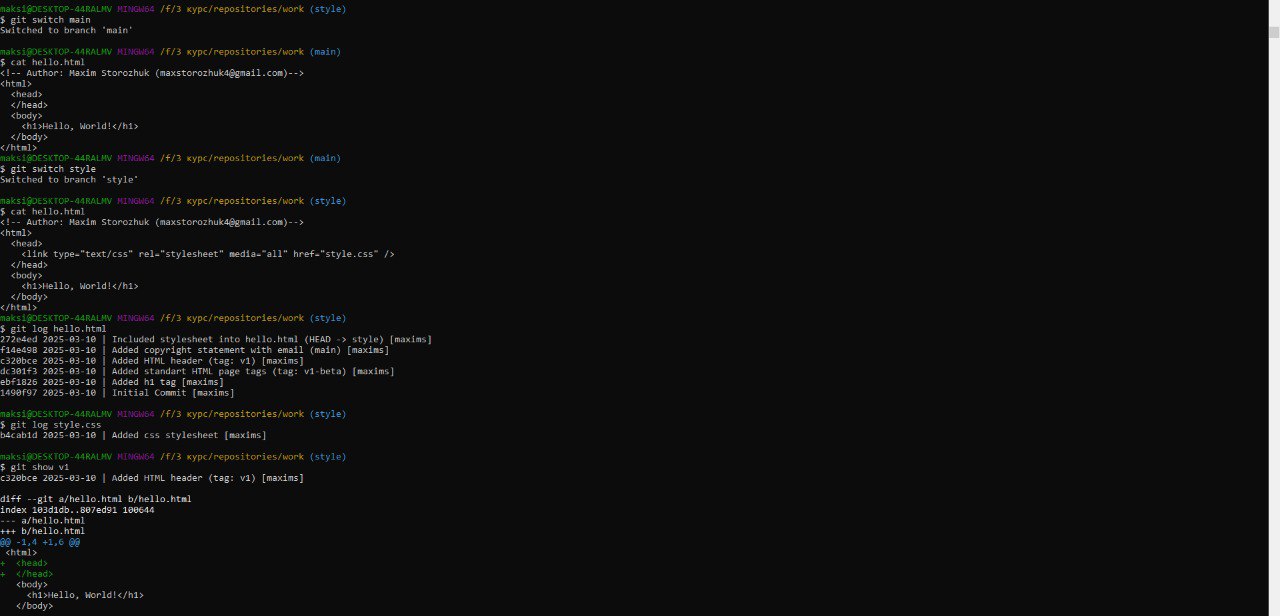 maksi@DESKTOP-44RALMV MINGW64 /f/3 курс/repositories/work (style)
$ git switch main
Switched to branch 'main'

maksi@DESKTOP-44RALMV MINGW64 /f/3 курс/repositories/work (main)
$ cat hello.html
<!-- Author: Maxim Storozhuk (maxstorozhuk4@gmail.com)-->
<html>
  <head>
  </head>
  <body>
    <h1>Hello, World!</h1>
  </body>
</html>
maksi@DESKTOP-44RALMV MINGW64 /f/3 курс/repositories/work (main)
$ git switch style
Switched to branch 'style'

maksi@DESKTOP-44RALMV MINGW64 /f/3 курс/repositories/work (style)
$ cat hello.html
<!-- Author: Maxim Storozhuk (maxstorozhuk4@gmail.com)-->
<html>
  <head>
    <link type="text/css" rel="stylesheet" media="all" href="style.css" />
  </head>
  <body>
    <h1>Hello, World!</h1>
  </body>
</html>
maksi@DESKTOP-44RALMV MINGW64 /f/3 курс/repositories/work (style)
$ git log hello.html
272e4ed 2025-03-10 | Included stylesheet into hello.html (HEAD -> style) [maxims]
f14e498 2025-03-10 | Added copyright statement with email (main) [maxims]
c320bce 2025-03-10 | Added HTML header (tag: v1) [maxims]
dc301f3 2025-03-10 | Added standart HTML page tags (tag: v1-beta) [maxims]
ebf1826 2025-03-10 | Added h1 tag [maxims]
1490f97 2025-03-10 | Initial Commit [maxims]

maksi@DESKTOP-44RALMV MINGW64 /f/3 курс/repositories/work (style)
$ git log style.css
b4cab1d 2025-03-10 | Added css stylesheet [maxims]

maksi@DESKTOP-44RALMV MINGW64 /f/3 курс/repositories/work (style)
$ git show v1
c320bce 2025-03-10 | Added HTML header (tag: v1) [maxims]

diff --git a/hello.html b/hello.html
index 103d1db..807ed91 100644
--- a/hello.html
+++ b/hello.html
@@ -1,4 +1,6 @@
 <html>
+  <head>
+  </head>
   <body>
     <h1>Hello, World!</h1>
   </body>